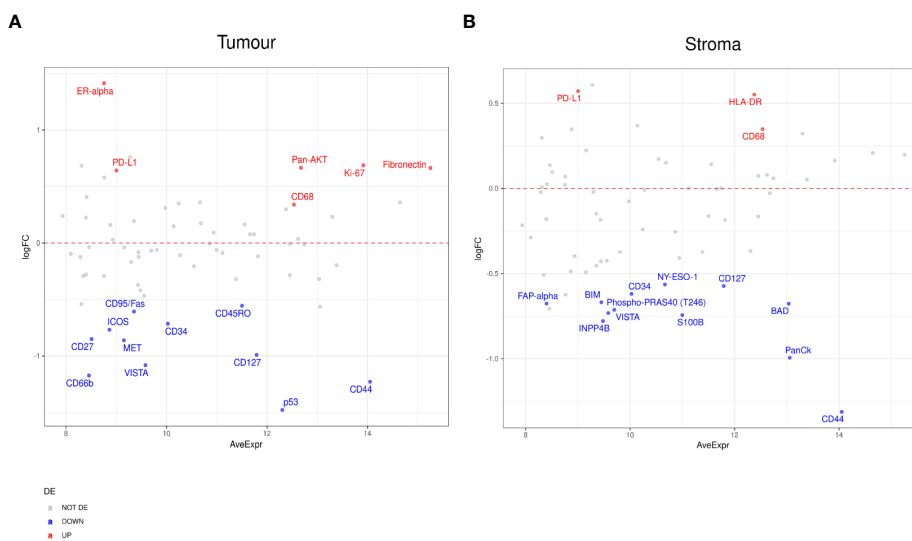 A
Tumour
ER-alpha
PD-L1
Pan-AKT
Ki-67
Fibronectin
CD68
CD95/Fas
ICOS
CD27
MET
CD66b
VISTA
CD34
CD45RO
CD127
CD44
p53
1
0
-1
logFC
8
10
12
14
AveExpr
B
Stroma
PD-L1
HLA-DR
CD68
NY-ESO-1
CD127
CD34
BIM
FAP-alpha
Phospho-PRAS40 (T246)
VISTA
INPP4B
S100B
BAD
PanCk
CD44
0.5
0.0
-0.5
-1.0
logFC
8
10
12
14
AveExpr
DE
a NOT DE
a DOWN
a UP